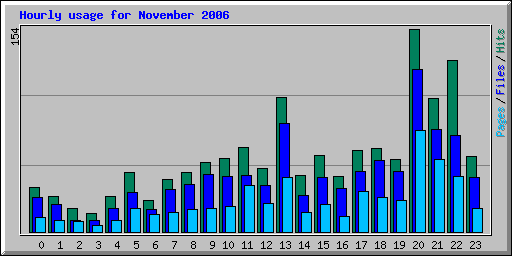 Hourly usage for November 2006
154
Pages / Files / Hits
0 1 2 3 4 5 6 7 8 9 10 11 12 13 14 15 16 17 18 19 20 21 22 23